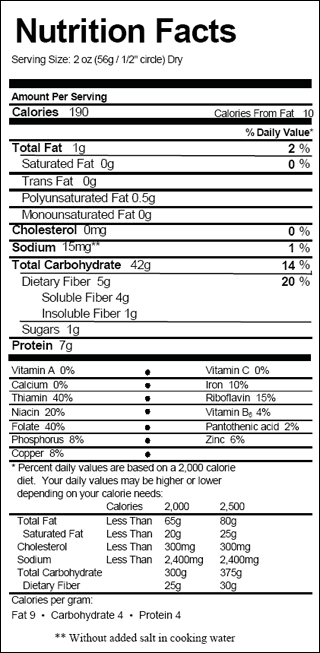 Nutrition Facts
Serving Size: 2 oz (56g / 1/2" circle) Dry
Amount Per Serving
Calories 190 Calories From Fat 10
% Daily Value*
Total Fat 1g 2 %
Saturated Fat 0g 0 %
Trans Fat 0g
Polyunsaturated Fat 0.5g
Monounsaturated Fat 0g
Cholesterol 0mg 0 %
Sodium 15mg** 1 %
Total Carbohydrate 42g 14 %
Dietary Fiber 5g 20 %
Soluble Fiber 4g
Insoluble Fiber 1g
Sugars 1g
Protein 7g
Vitamin A 0% • Vitamin C 0%
Calcium 0% • Iron 10%
Thiamin 40% • Riboflavin 15%
Niacin 20% • Vitamin B6 4%
Folate 40% • Pantothenic acid 2%
Phosphorus 8% • Zinc 6%
Copper 8% •
* Percent daily values are based on a 2,000 calorie
diet. Your daily values may be higher or lower
depending on your calorie needs:
Calories 2,000 2,500
Total Fat Less Than 65g 80g
Saturated Fat Less Than 20g 25g
Cholesterol Less Than 300mg 300mg
Sodium Less Than 2,400mg 2,400mg
Total Carbohydrate 300g 375g
Dietary Fiber 25g 30g
Calories per gram:
Fat 9 • Carbohydrate 4 • Protein 4
** Without added salt in cooking water